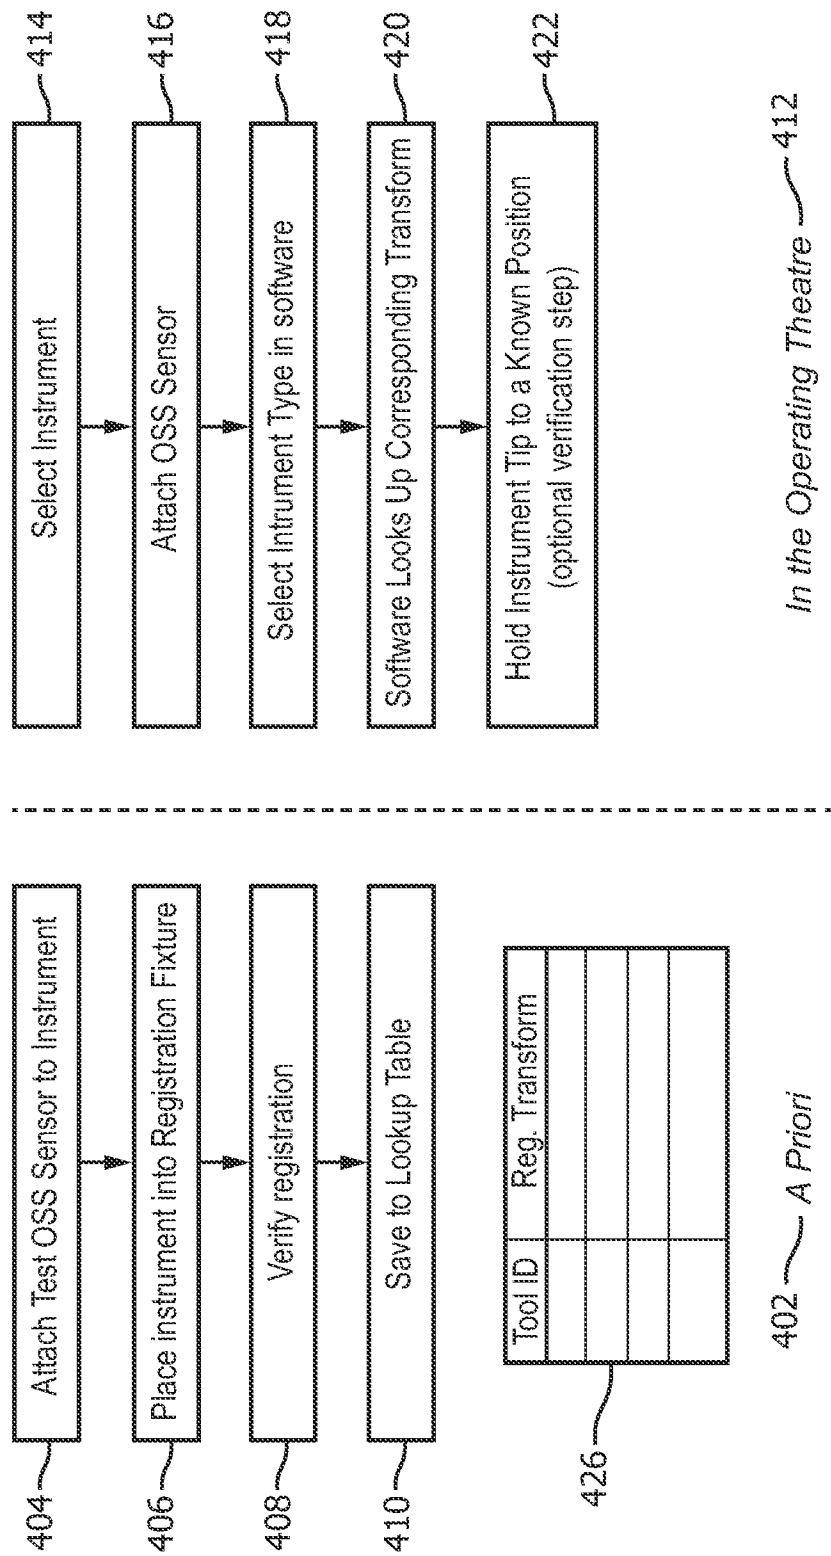 404
Attach Test OSS Sensor to Instrument
406
Place instrument into Registration Fixture
408
Verify registration
410
Save to Lookup Table
426
Tool ID
Reg. Transform
402
A Priori
Select Instrument
414
Attach OSS Sensor
416
Select Intrument Type in software
418
Software Looks Up Corresponding Transform
420
Hold Instrument Tip to a Known Position
(optional verification step)
422
In the Operating Theatre
412